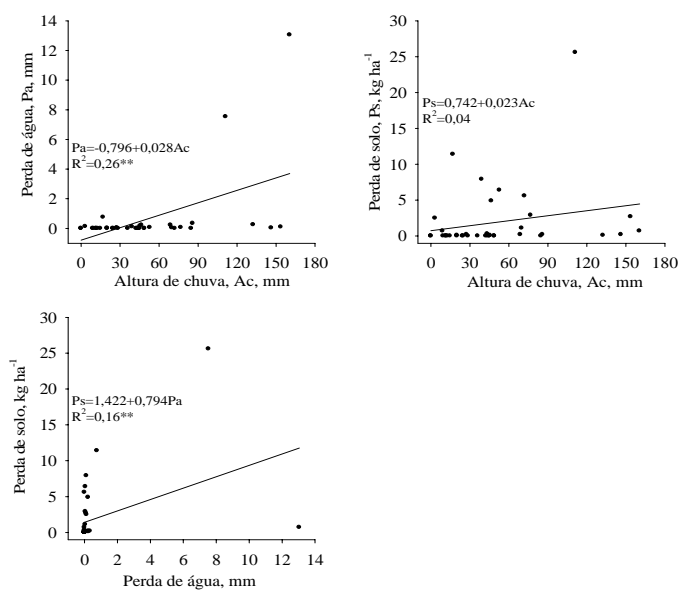 14
12
10
8
6
4
2
0
Perda de água, Pa, mm
Pa=-0,796+0,028Ac
R²=0,26**
0 30 60 90 120 150 180
Altura de chuva, Ac, mm
30
25
20
15
10
5
0
Perda de solo, Ps, kg ha⁻¹
Ps=0,742+0,023Ac
R²=0,04
0 30 60 90 120 150 180
Altura de chuva, Ac, mm
30
25
20
15
10
5
0
Perda de solo, kg ha⁻¹
Ps=1,422+0,794Pa
R²=0,16**
0 2 4 6 8 10 12 14
Perda de água, mm